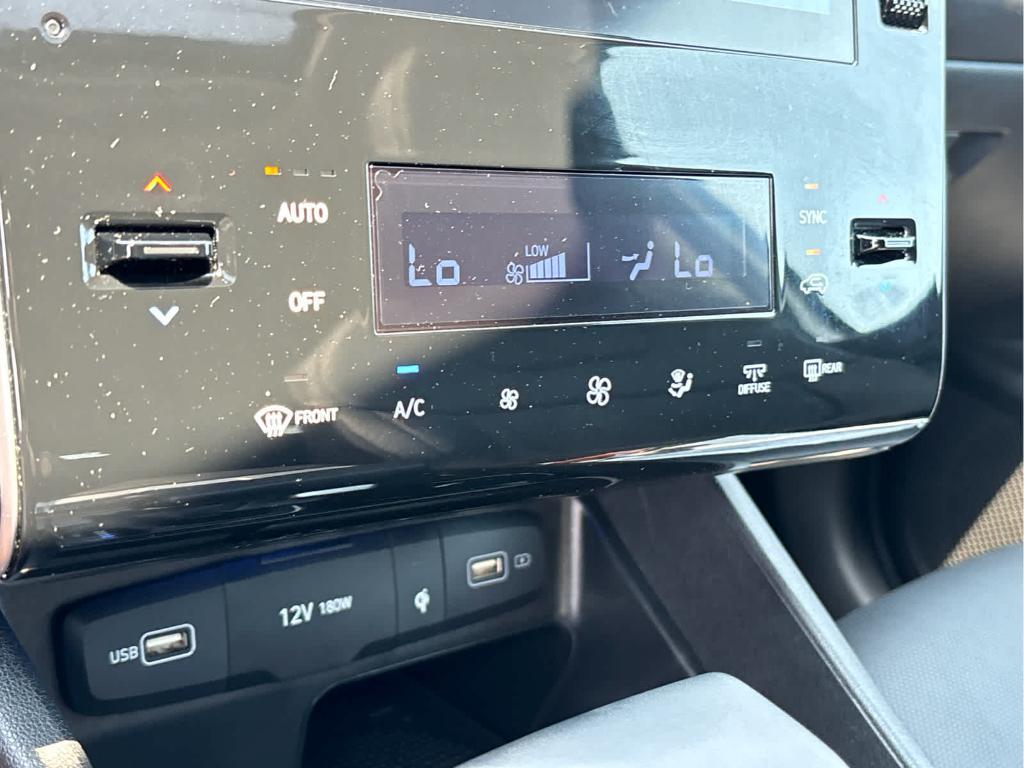 AUTO
SYNC
LOW
Lo
Lo
OFF
FRONT
A/C
DIFFUSE
REAR
USB
12V 180W